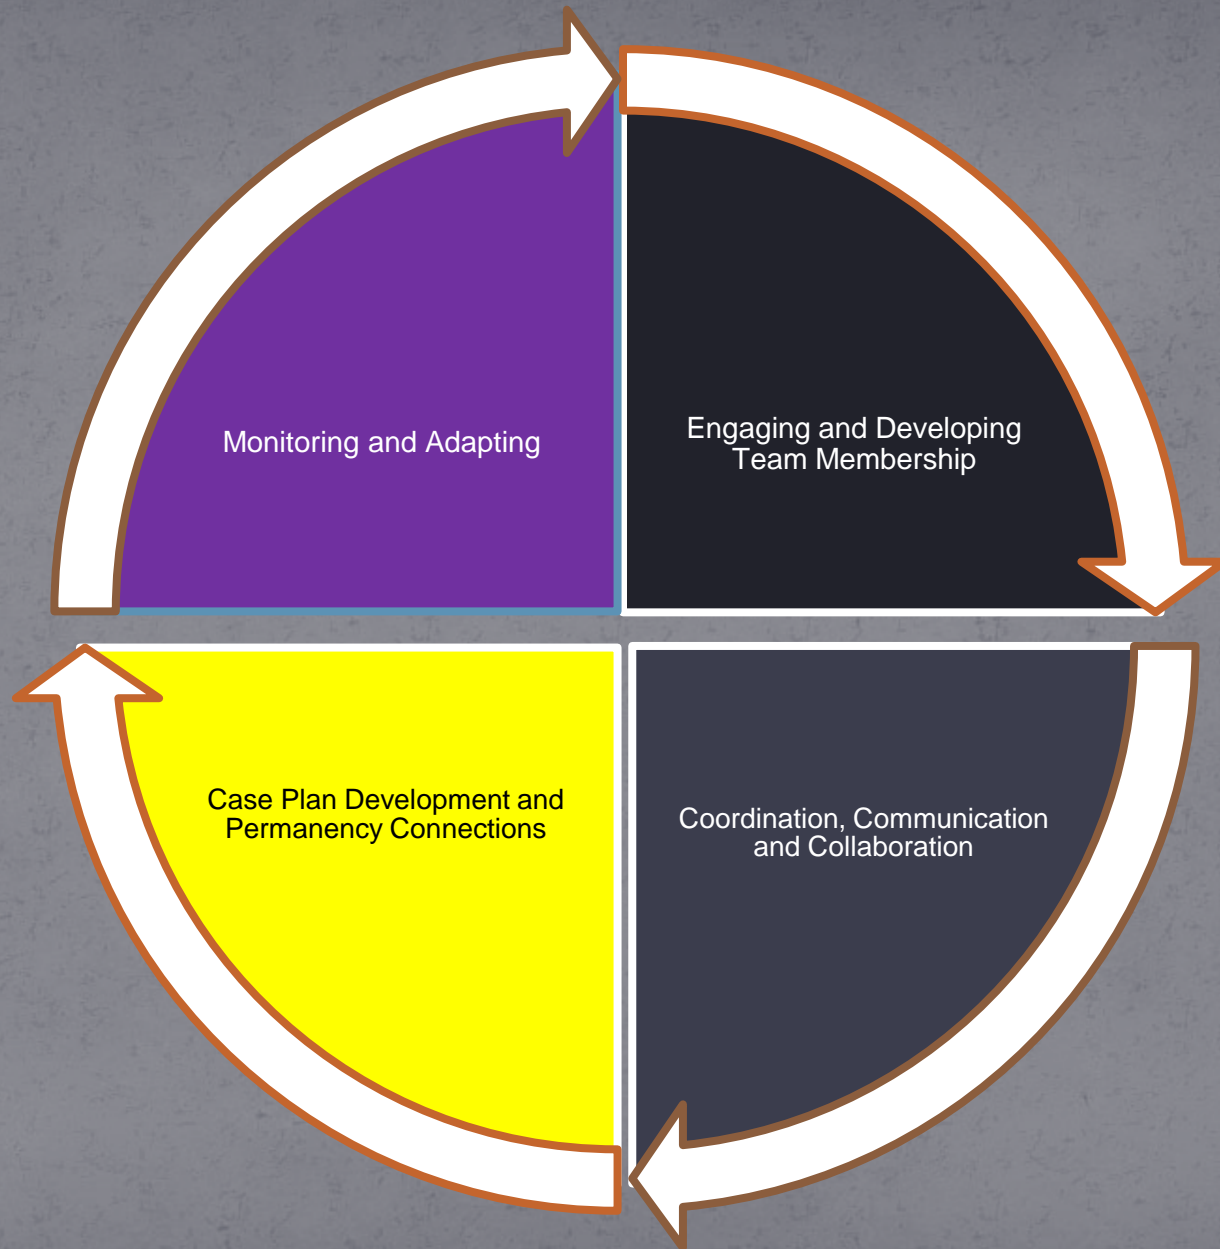 Monitoring and Adapting
Engaging and Developing
Team Membership
Case Plan Development and
Permanency Connections
Coordination, Communication
and Collaboration